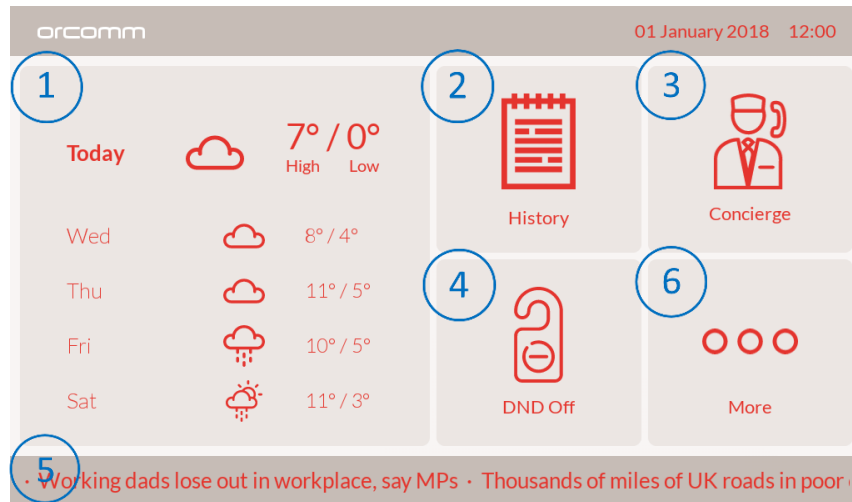 orcomm
01 January 2018 12:00
1
Today
7° / 0°
High Low
Wed 8° / 4°
Thu 11° / 5°
Fri 10° / 5°
Sat 11° / 3°
2
History
3
Concierge
4
DND Off
6
More
5
· Working dads lose out in workplace, say MPs · Thousands of miles of UK roads in poor